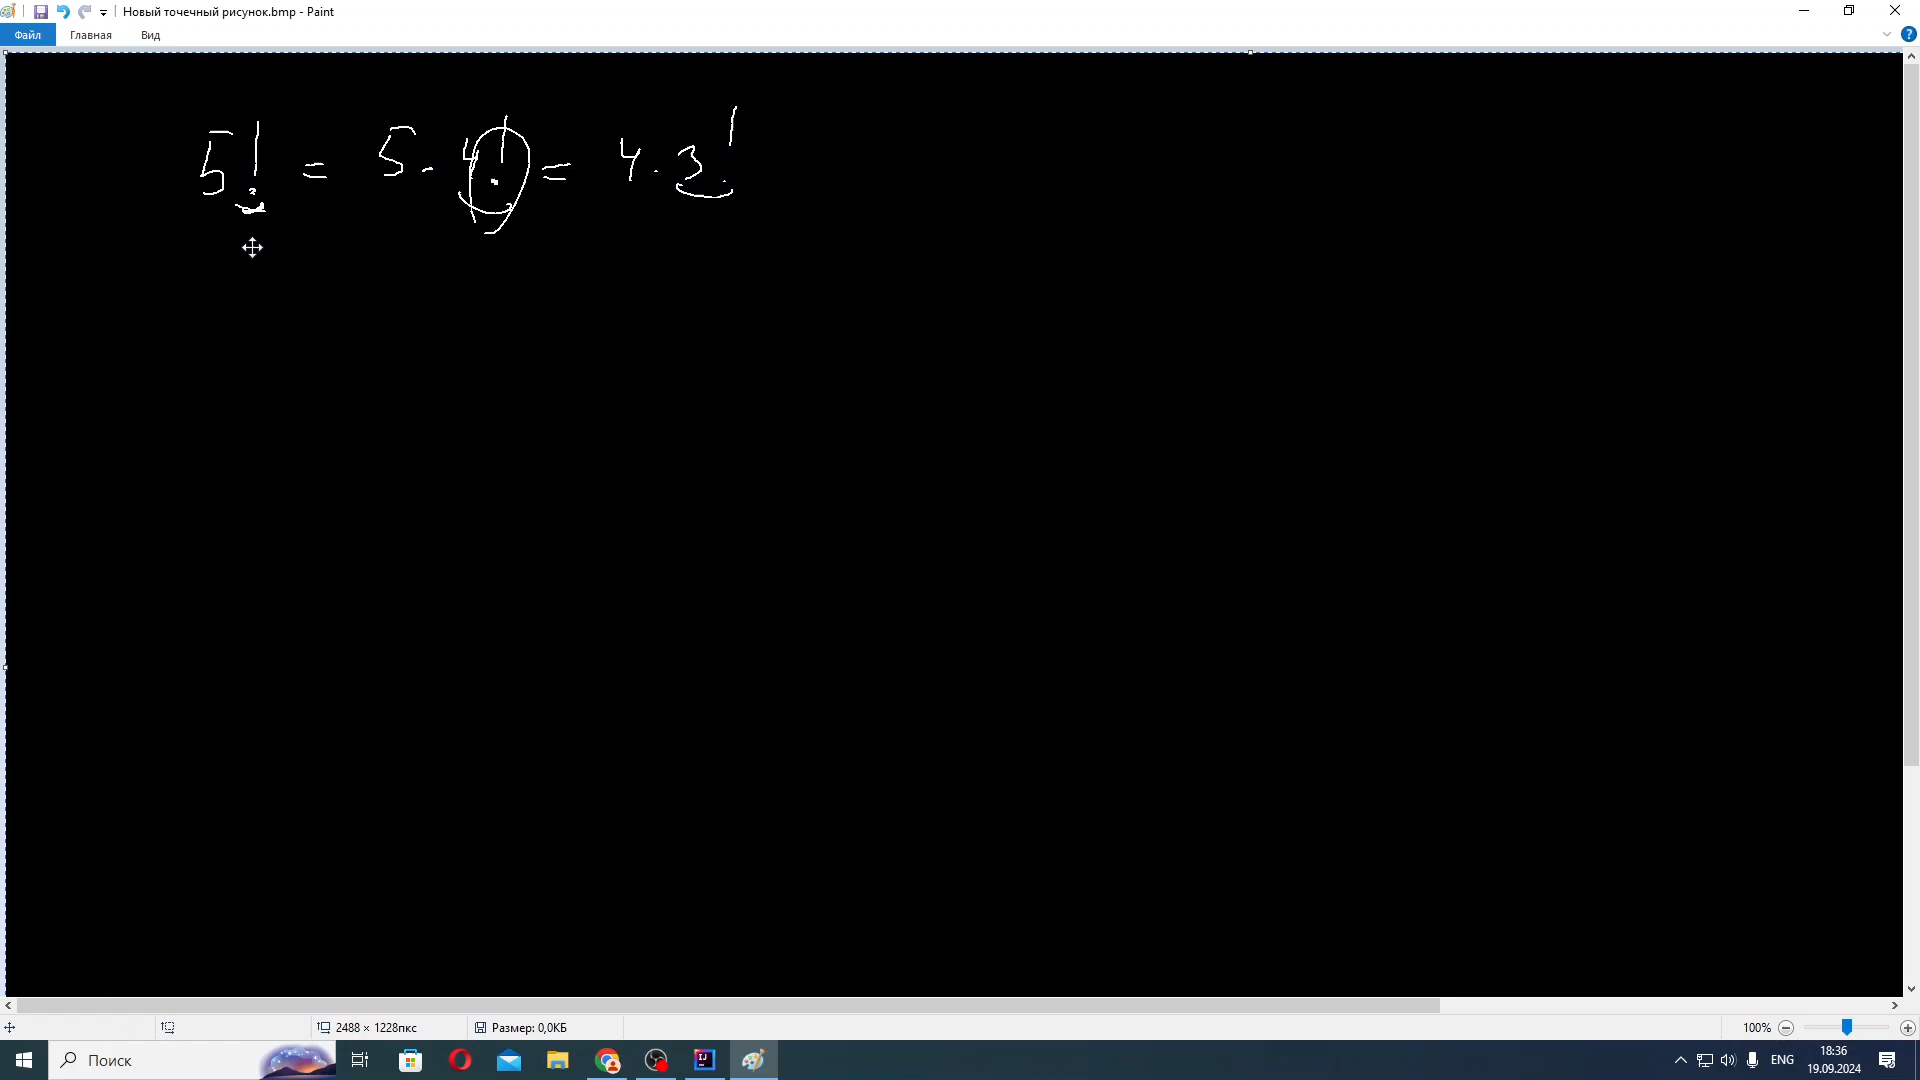 Новый точечный рисунок.bmp - Paint
Файл Главная Вид
5! = 5 · 4! = 4 · 3!
2488 × 1228пкс Размер: 0,0КБ 100%
Поиск ENG 18:36
19.09.2024